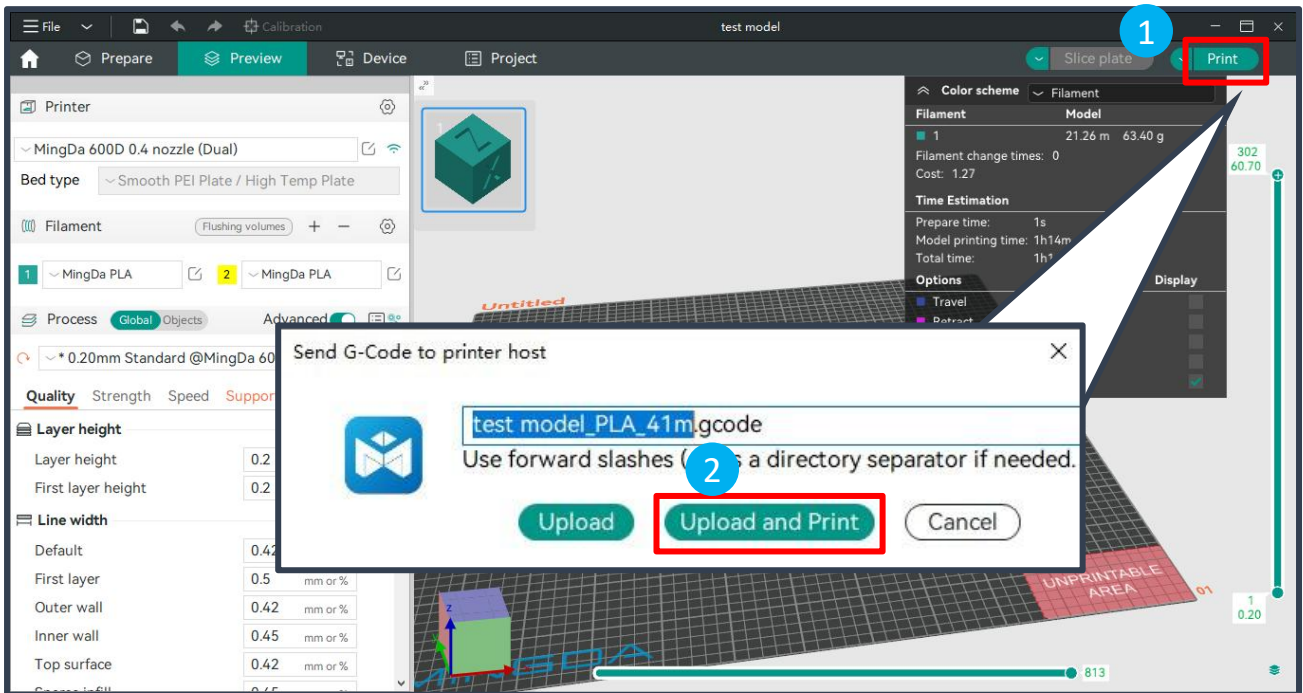 File
Calibration
test model
1
Prepare
Preview
Device
Project
Slice plate
Print
Printer
MingDa 600D 0.4 nozzle (Dual)
Bed type
Smooth PEI Plate / High Temp Plate
Filament
Flushing volumes
+ −
1 MingDa PLA
2 MingDa PLA
Process
Global Objects
Advanced
* 0.20mm Standard @MingDa 60
Quality Strength Speed Suppor
Layer height
Layer height 0.2
First layer height 0.2
Line width
Default 0.42
First layer 0.5 mm or %
Outer wall 0.42 mm or %
Inner wall 0.45 mm or %
Top surface 0.42 mm or %
1
Untitled
Color scheme Filament
Filament Model
1 21.26 m 63.40 g
Filament change times: 0
Cost: 1.27
Time Estimation
Prepare time: 1s
Model printing time: 1h14m
Total time: 1h1
Options Display
Travel
Retract
302
60.70
Send G-Code to printer host
test model_PLA_41m.gcode
Use forward slashes ( s a directory separator if needed.
2
Upload
Upload and Print
Cancel
UNPRINTABLE
AREA
01
1
0.20
z
MINGDA
813